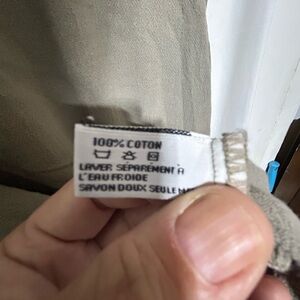 100% COTON
LAVER SÉPARÉMENT À
L'EAU FROIDE
SAVON DOUX